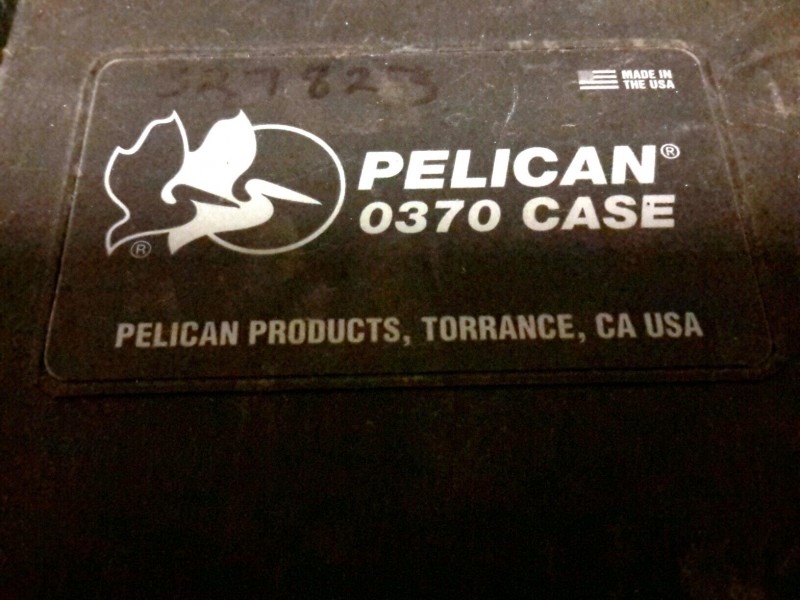 MADE IN
THE USA
PELICAN®
0370 CASE
®
PELICAN PRODUCTS, TORRANCE, CA USA